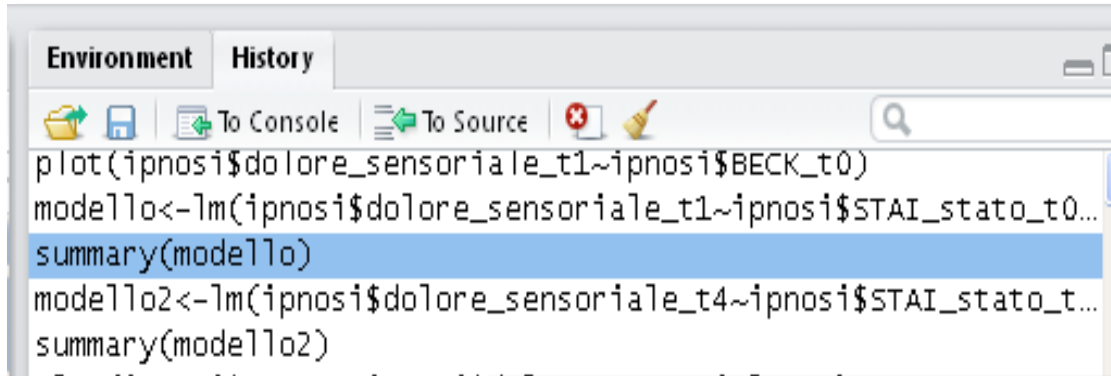 Environment History
To Console To Source
plot(ipnosi$dolore_sensoriale_t1~ipnosi$BECK_t0)
modello<-lm(ipnosi$dolore_sensoriale_t1~ipnosi$STAI_stato_t0...
summary(modello)
modello2<-lm(ipnosi$dolore_sensoriale_t4~ipnosi$STAI_stato_t...
summary(modello2)